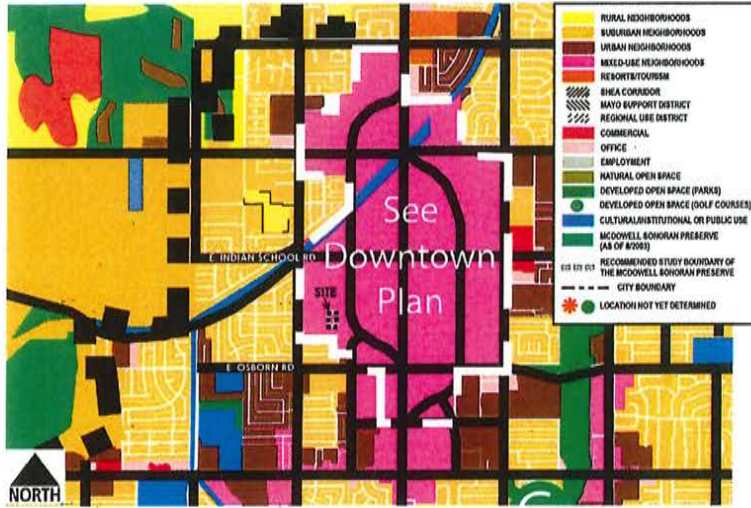 RURAL NEIGHBORHOODS
SUBURBAN NEIGHBORHOODS
URBAN NEIGHBORHOODS
MIXED-USE NEIGHBORHOODS
RESORTS/TOURISM
SHEA CORRIDOR
MAYO SUPPORT DISTRICT
REGIONAL USE DISTRICT
COMMERCIAL
OFFICE
EMPLOYMENT
NATURAL OPEN SPACE
DEVELOPED OPEN SPACE (PARKS)
DEVELOPED OPEN SPACE (GOLF COURSES)
CULTURAL/INSTITUTIONAL OR PUBLIC USE
MCDOWELL SONORAN PRESERVE
(AS OF 8/2003)
RECOMMENDED STUDY BOUNDARY OF
THE MCDOWELL SONORAN PRESERVE
CITY BOUNDARY
LOCATION NOT YET DETERMINED
See
Downtown
Plan
E. INDIAN SCHOOL RD
SITE
E. OSBORN RD
NORTH